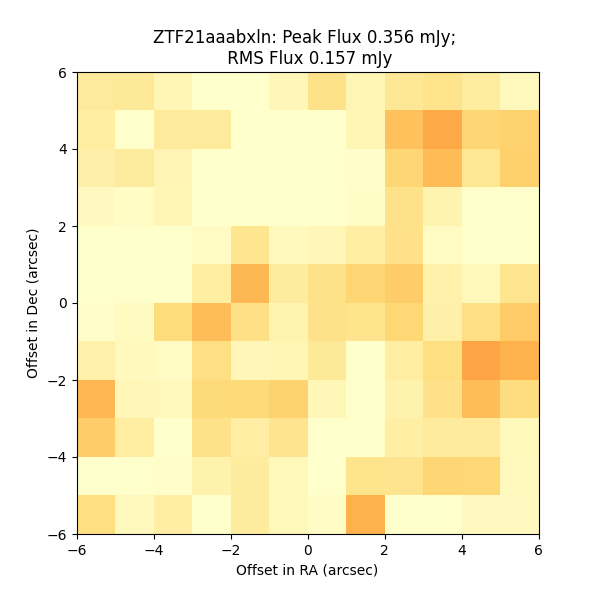 ZTF21aaabxln: Peak Flux 0.356 mJy;
RMS Flux 0.157 mJy
6
4
2
0
−2
−4
−6
Offset in Dec (arcsec)
−6 −4 −2 0 2 4 6
Offset in RA (arcsec)